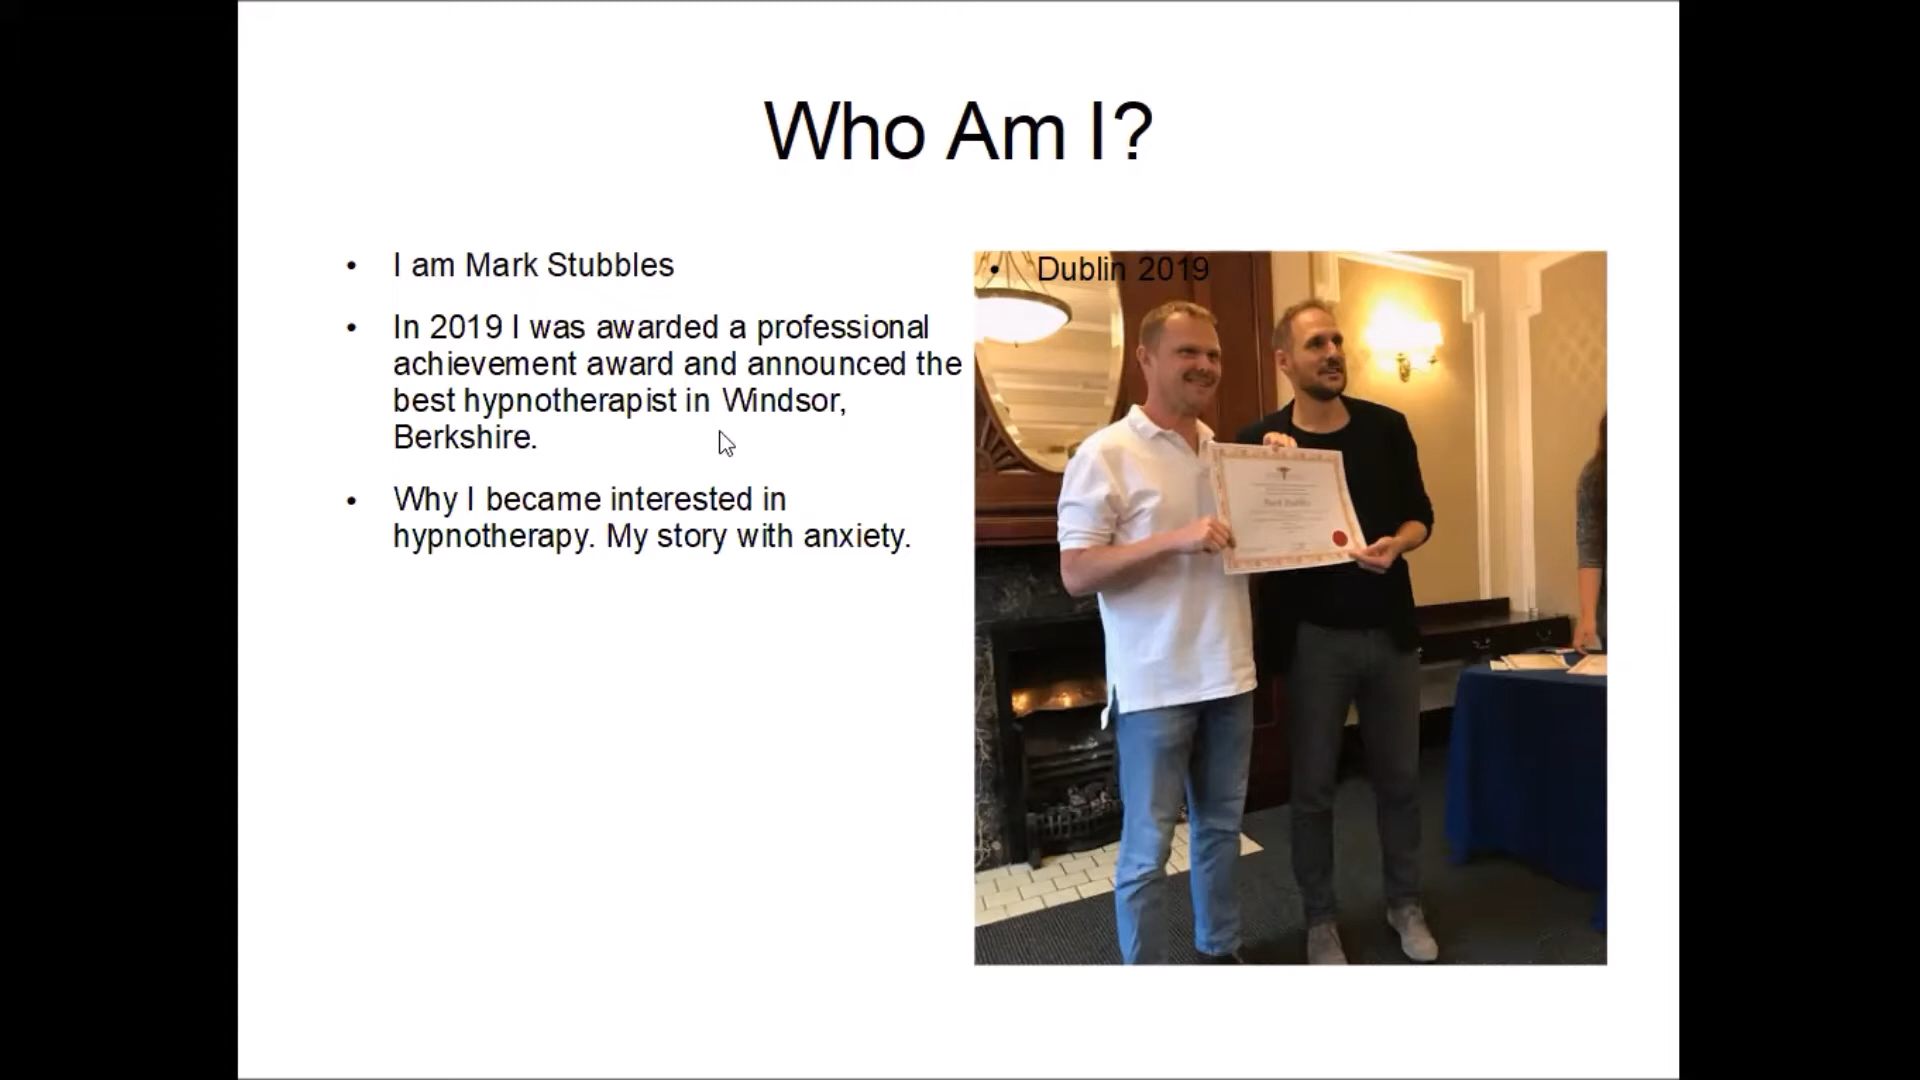 Who Am I?
• I am Mark Stubbles
• In 2019 I was awarded a professional
achievement award and announced the
best hypnotherapist in Windsor,
Berkshire.
• Why I became interested in
hypnotherapy. My story with anxiety.
• Dublin 2019